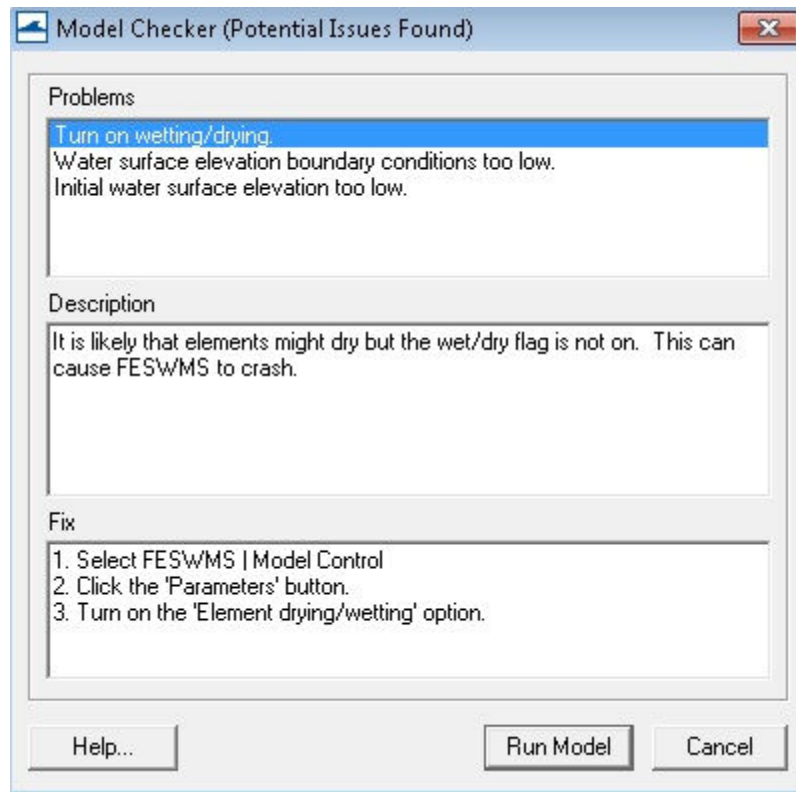 Model Checker (Potential Issues Found)
Problems
Turn on wetting/drying.
Water surface elevation boundary conditions too low.
Initial water surface elevation too low.
Description
It is likely that elements might dry but the wet/dry flag is not on.  This can
cause FESWMS to crash.
Fix
1. Select FESWMS | Model Control
2. Click the 'Parameters' button.
3. Turn on the 'Element drying/wetting' option.
Help... Run Model Cancel